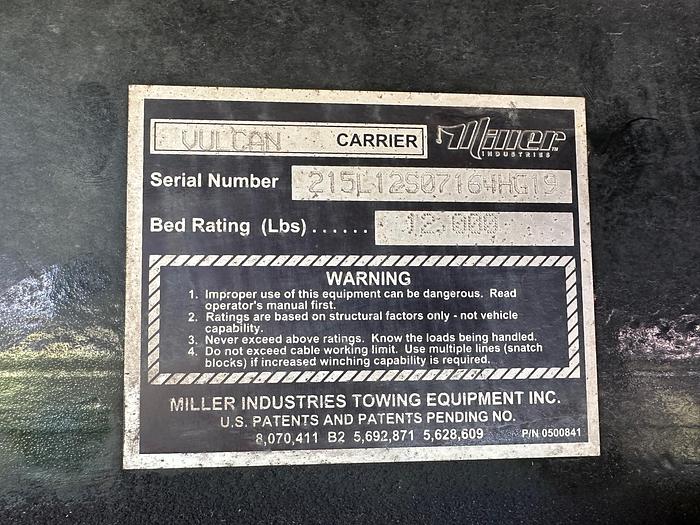 VULCAN CARRIER Miller™
INDUSTRIES
Serial Number 215L12S07164HG19
Bed Rating (Lbs)...... 12,000
WARNING
1. Improper use of this equipment can be dangerous. Read
operator's manual first.
2. Ratings are based on structural factors only - not vehicle
capability.
3. Never exceed above ratings. Know the loads being handled.
4. Do not exceed cable working limit. Use multiple lines (snatch
blocks) if increased winching capability is required.
MILLER INDUSTRIES TOWING EQUIPMENT INC.
U.S. PATENTS AND PATENTS PENDING NO.
8,070,411 B2 5,692,871 5,628,609 P/N 0500841